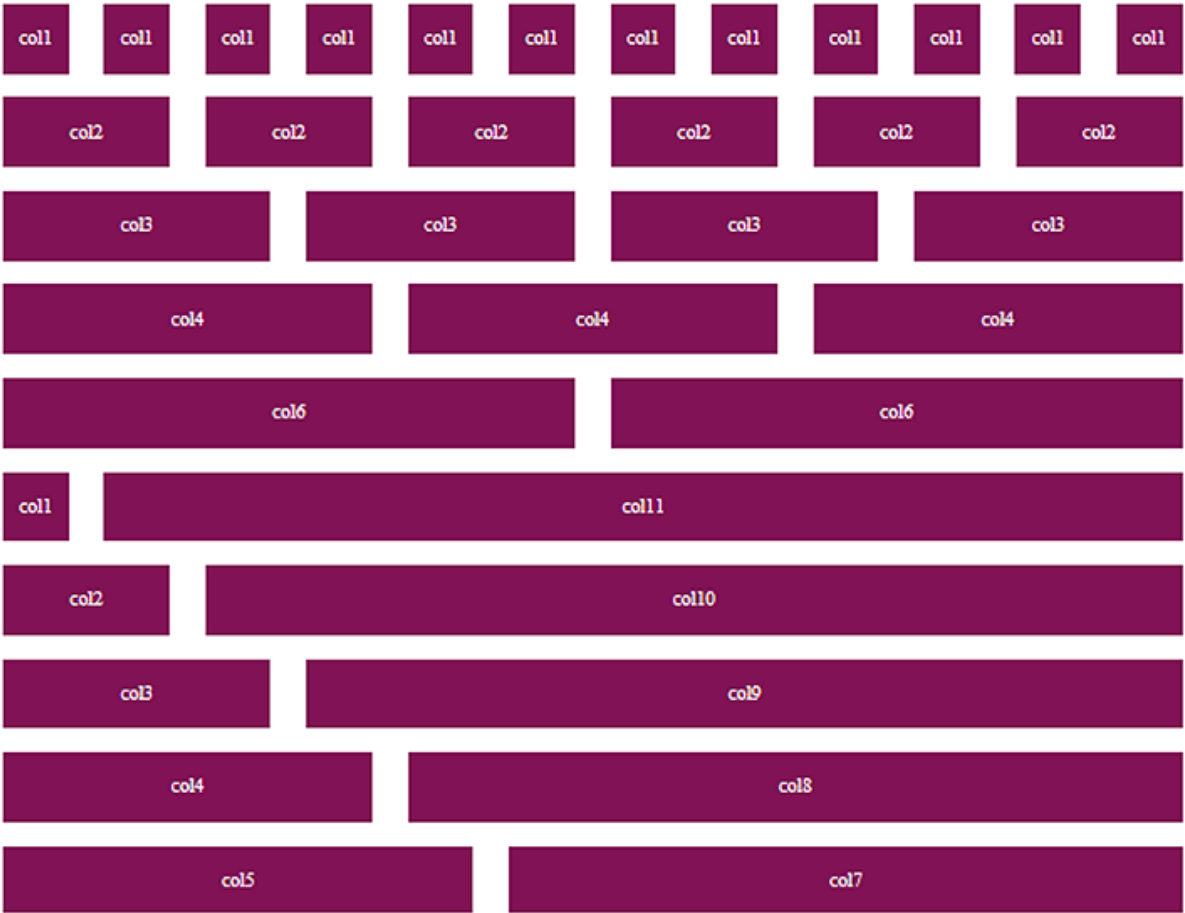 col1 col1 col1 col1 col1 col1 col1 col1 col1 col1 col1 col1
col2 col2 col2 col2 col2 col2
col3 col3 col3 col3
col4 col4 col4
col6 col6
col1 col11
col2 col10
col3 col9
col4 col8
col5 col7